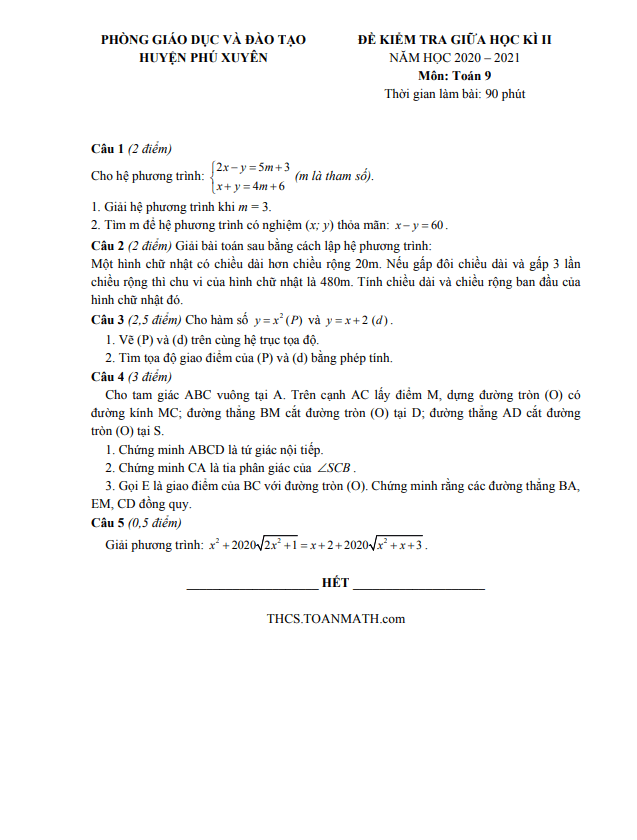 PHÒNG GIÁO DỤC VÀ ĐÀO TẠO
HUYỆN PHÚ XUYÊN
ĐỀ KIỂM TRA GIỮA HỌC KÌ II
NĂM HỌC 2020 – 2021
Môn: Toán 9
Thời gian làm bài: 90 phút
Câu 1 (2 điểm)
Cho hệ phương trình: {2x − y = 5m + 3
x + y = 4m + 6 (m là tham số).
1. Giải hệ phương trình khi m = 3.
2. Tìm m để hệ phương trình có nghiệm (x; y) thỏa mãn: x − y = 60.
Câu 2 (2 điểm) Giải bài toán sau bằng cách lập hệ phương trình:
Một hình chữ nhật có chiều dài hơn chiều rộng 20m. Nếu gấp đôi chiều dài và gấp 3 lần
chiều rộng thì chu vi của hình chữ nhật là 480m. Tính chiều dài và chiều rộng ban đầu của
hình chữ nhật đó.
Câu 3 (2,5 điểm) Cho hàm số y = x² (P) và y = x + 2 (d).
1. Vẽ (P) và (d) trên cùng hệ trục tọa độ.
2. Tìm tọa độ giao điểm của (P) và (d) bằng phép tính.
Câu 4 (3 điểm)
Cho tam giác ABC vuông tại A. Trên cạnh AC lấy điểm M, dựng đường tròn (O) có
đường kính MC; đường thẳng BM cắt đường tròn (O) tại D; đường thẳng AD cắt đường
tròn (O) tại S.
1. Chứng minh ABCD là tứ giác nội tiếp.
2. Chứng minh CA là tia phân giác của ∠SCB.
3. Gọi E là giao điểm của BC với đường tròn (O). Chứng minh rằng các đường thẳng BA,
EM, CD đồng quy.
Câu 5 (0,5 điểm)
Giải phương trình: x² + 2020√(2x² + 1) = x + 2 + 2020√(x² + x + 3).
HẾT
THCS.TOANMATH.com